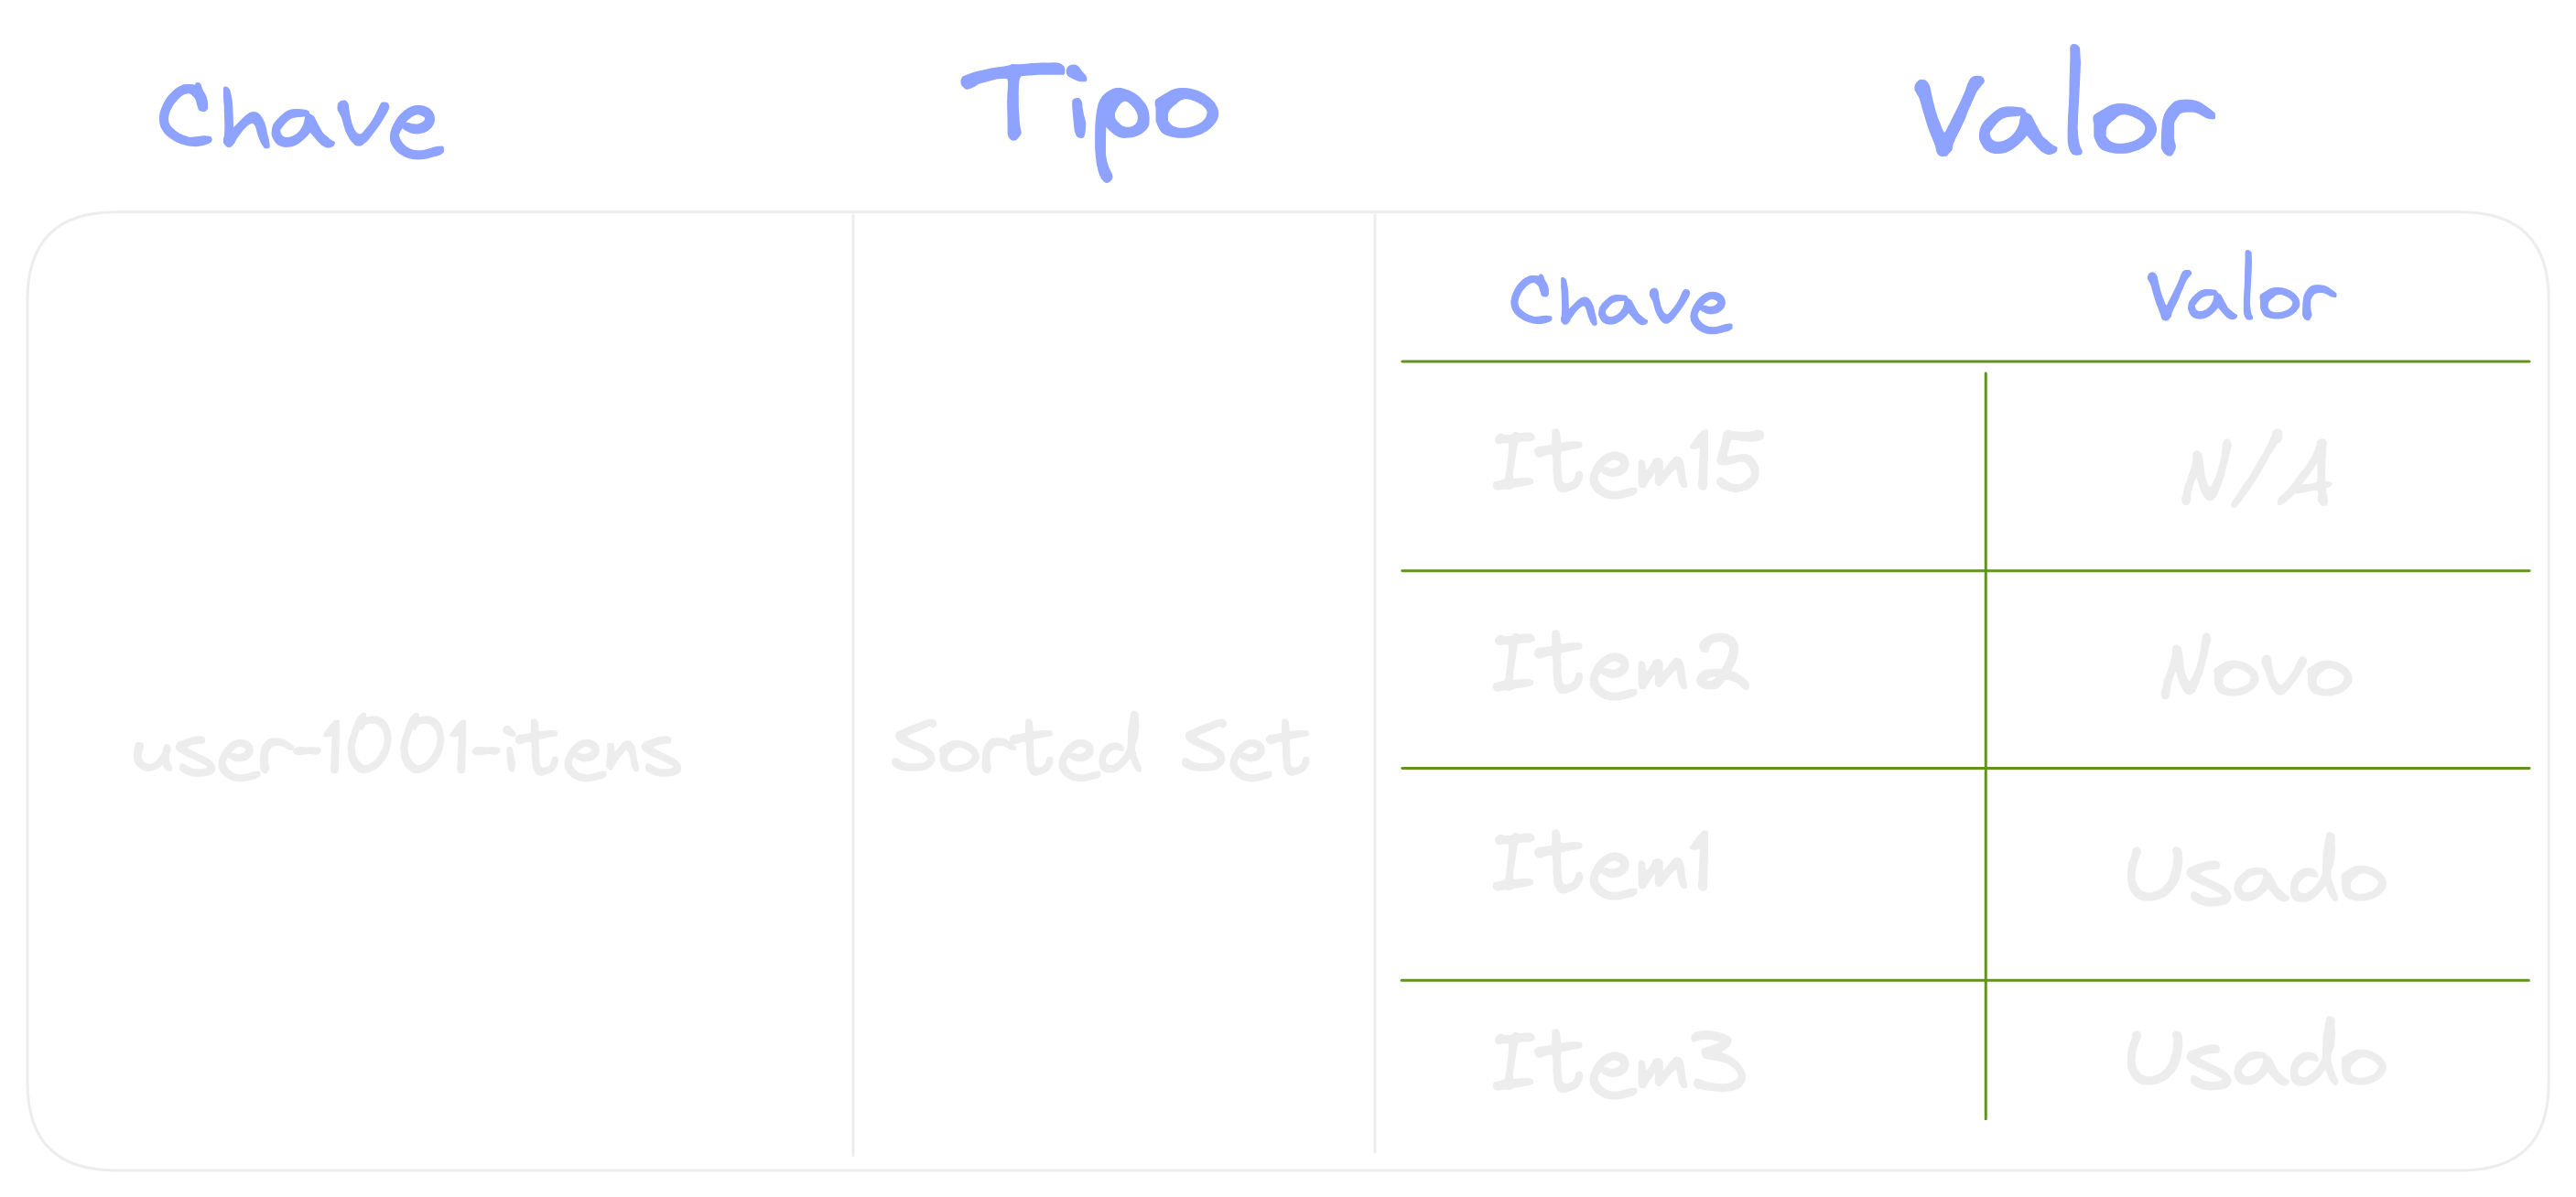 Chave Tipo Valor
Chave Valor
Item15 N/A
Item2 Novo
user-1001-itens Sorted Set
Item1 Usado
Item3 Usado